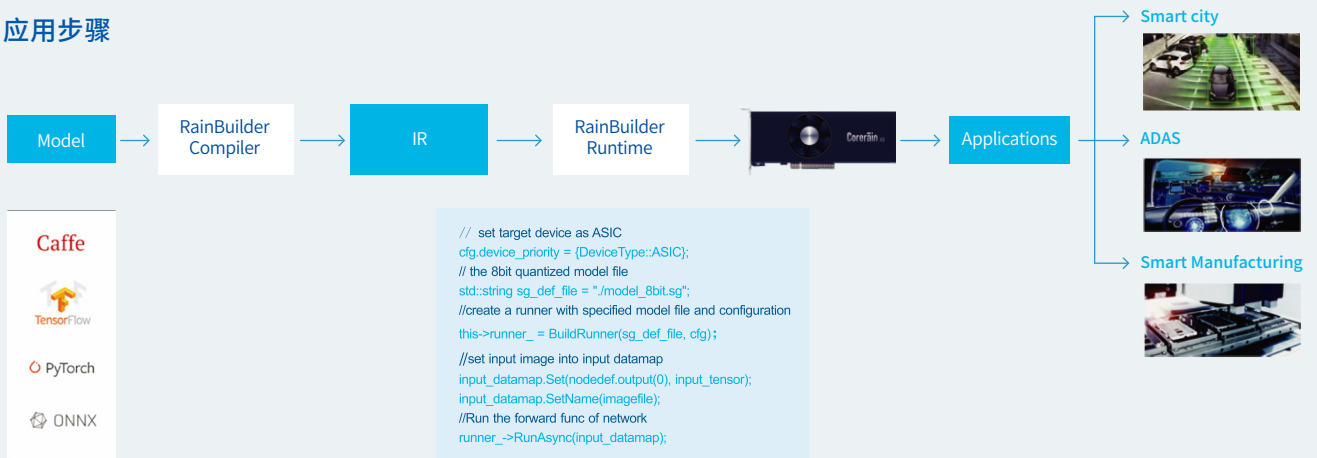 应用步骤
Model
RainBuilder
Compiler
IR
RainBuilder
Runtime
Corerain
Applications
Smart city
ADAS
Smart Manufacturing
Caffe
TensorFlow
PyTorch
ONNX
// set target device as ASIC
cfg.device_priority = {DeviceType::ASIC};
// the 8bit quantized model file
std::string sg_def_file = "./model_8bit.sg";
//create a runner with specified model file and configuration
this->runner_ = BuildRunner(sg_def_file, cfg);
//set input image into input datamap
input_datamap.Set(nodedef.output(0), input_tensor);
input_datamap.SetName(imagefile);
//Run the forward func of network
runner_->RunAsync(input_datamap);